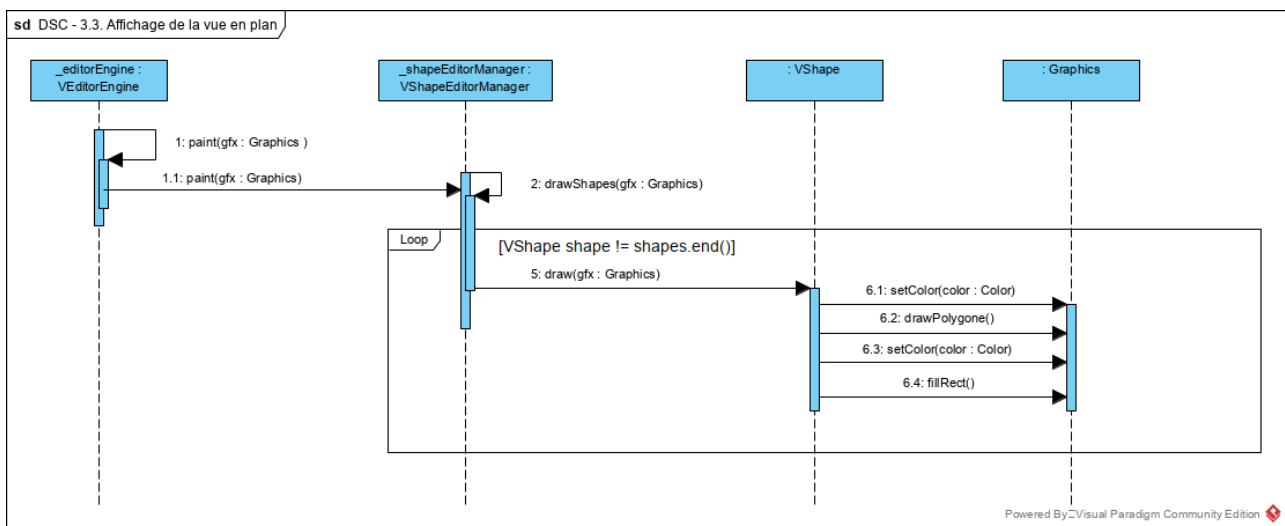 sd DSC - 3.3. Affichage de la vue en plan
_editorEngine :
VEditorEngine
_shapeEditorManager :
VShapeEditorManager
: VShape
: Graphics
1: paint(gfx : Graphics )
1.1: paint(gfx : Graphics)
2: drawShapes(gfx : Graphics)
Loop
[VShape shape != shapes.end()]
5: draw(gfx : Graphics)
6.1: setColor(color : Color)
6.2: drawPolygone()
6.3: setColor(color : Color)
6.4: fillRect()
Powered By□Visual Paradigm Community Edition